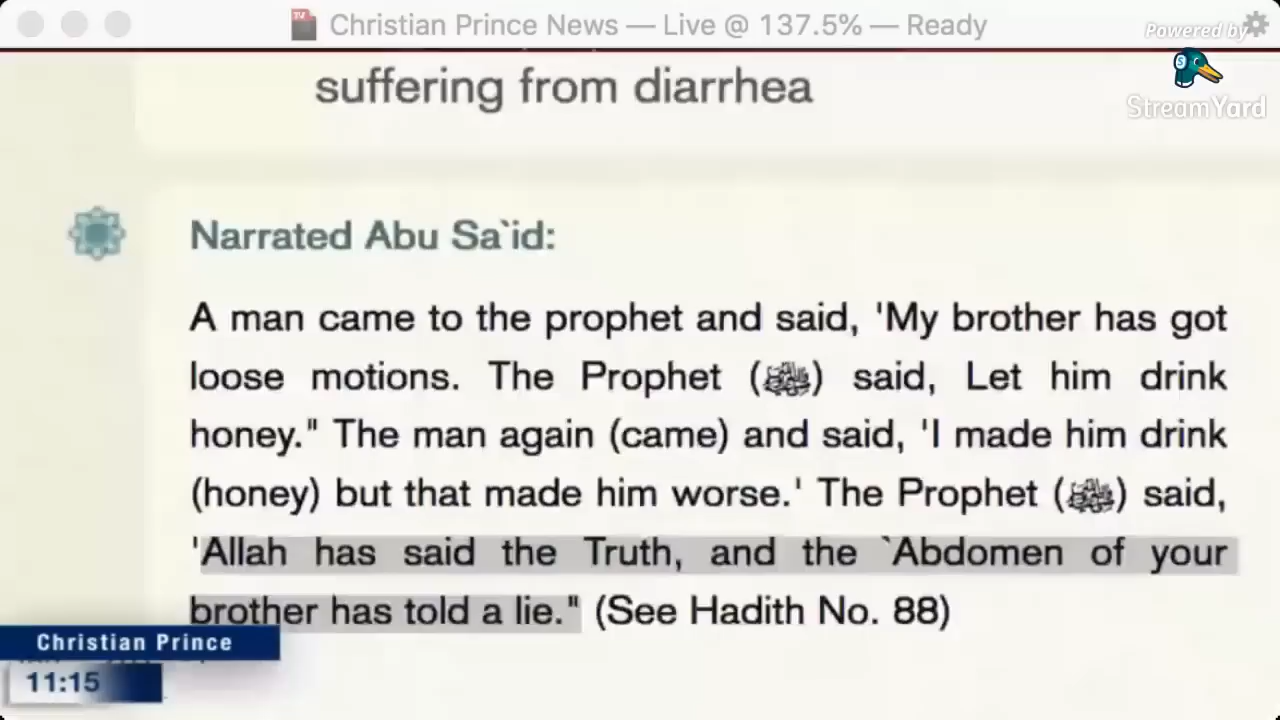 Christian Prince News — Live @ 137.5% — Ready
Powered by
StreamYard
suffering from diarrhea
Narrated Abu Sa`id:
A man came to the prophet and said, 'My brother has got
loose motions. The Prophet (ﷺ) said, Let him drink
honey." The man again (came) and said, 'I made him drink
(honey) but that made him worse.' The Prophet (ﷺ) said,
'Allah has said the Truth, and the `Abdomen of your
brother has told a lie." (See Hadith No. 88)
Christian Prince
11:15